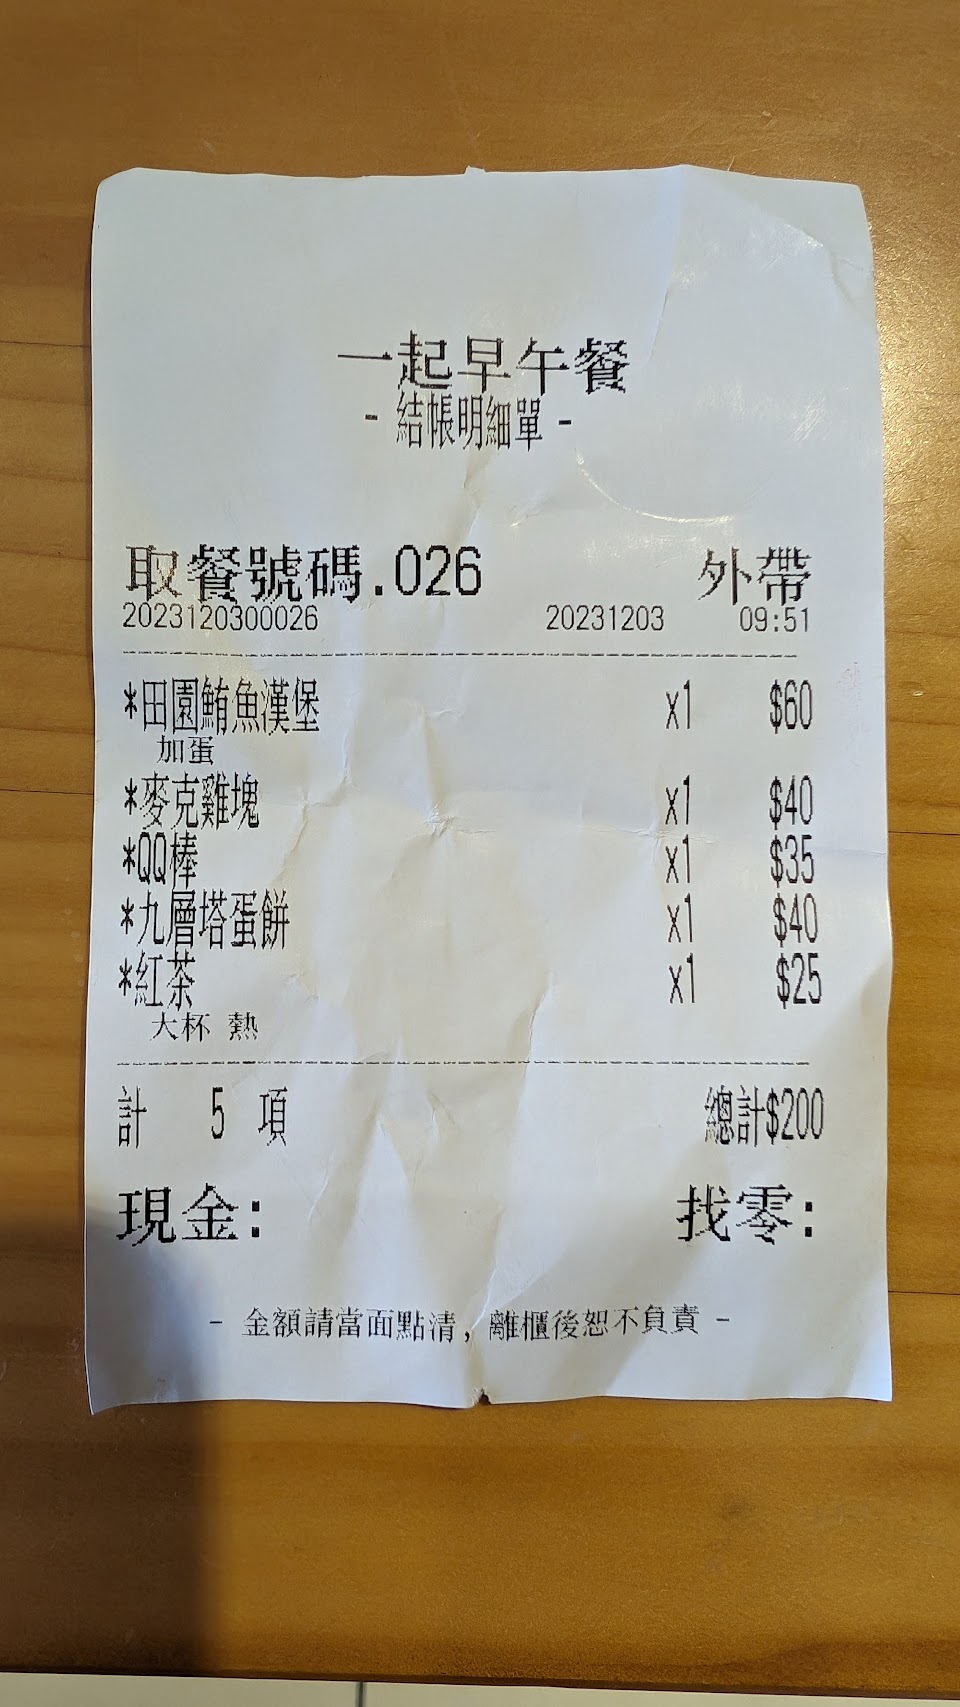 一起早午餐
- 結帳明細單 -
取餐號碼.026 外帶
2023120300026 20231203 09:51
*田園鮪魚漢堡 x1 $60
加蛋
*麥克雞塊 x1 $40
*QQ棒 x1 $35
*九層塔蛋餅 x1 $40
*紅茶 x1 $25
大杯 熱
計 5 項 總計$200
現金: 找零:
- 金額請當面點清, 離櫃後恕不負責 -